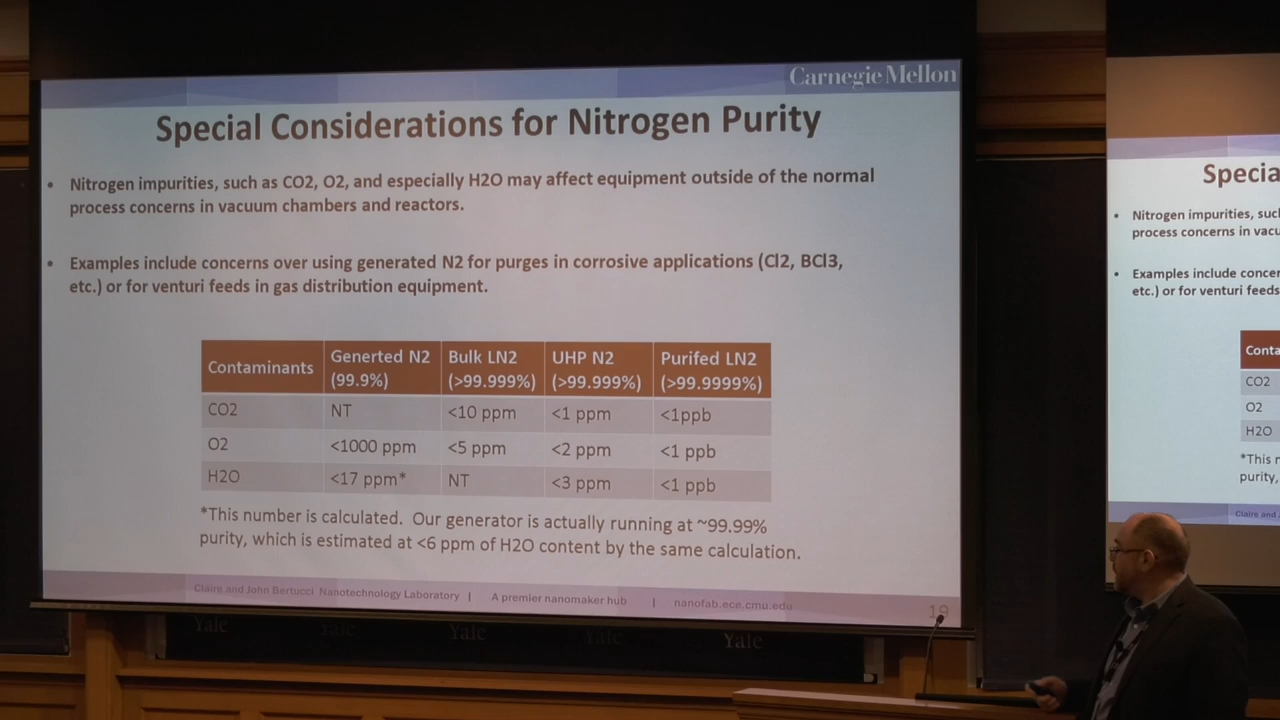 Carnegie Mellon
Special Considerations for Nitrogen Purity
• Nitrogen impurities, such as CO2, O2, and especially H2O may affect equipment outside of the normal
process concerns in vacuum chambers and reactors.
• Examples include concerns over using generated N2 for purges in corrosive applications (Cl2, BCl3,
etc.) or for venturi feeds in gas distribution equipment.
Contaminants Generted N2 (99.9%) Bulk LN2 (>99.999%) UHP N2 (>99.999%) Purifed LN2 (>99.9999%)
CO2 NT <10 ppm <1 ppm <1ppb
O2 <1000 ppm <5 ppm <2 ppm <1 ppb
H2O <17 ppm* NT <3 ppm <1 ppb
*This number is calculated. Our generator is actually running at ~99.99%
purity, which is estimated at <6 ppm of H2O content by the same calculation.
Claire and John Bertucci Nanotechnology Laboratory | A premier nanomaker hub | nanofab.ece.cmu.edu
19
Yale Yale Yale Yale Yale
Specia
• Nitrogen impurities, suc
process concerns in vacu
• Examples include concer
etc.) or for venturi feeds
Conta
CO2
O2
H2O
*This n
purity,
Claire and